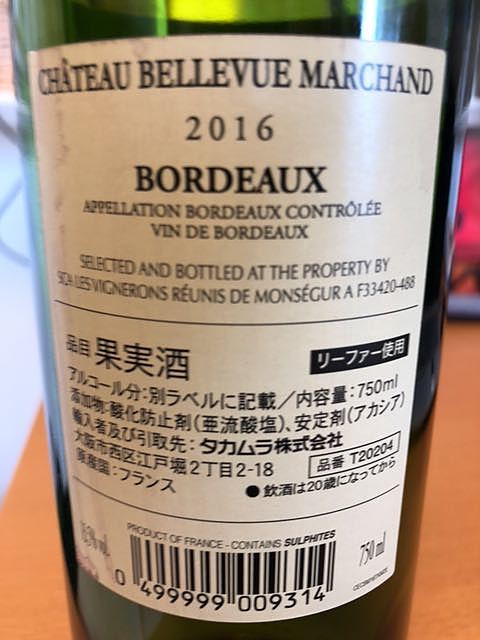 CHÂTEAU BELLEVUE MARCHAND
2016
BORDEAUX
APPELLATION BORDEAUX CONTRÔLÉE
VIN DE BORDEAUX
SELECTED AND BOTTLED AT THE PROPERTY BY
SICA LES VIGNERONS RÉUNIS DE MONSÉGUR A F33420-488
品目 果実酒 リーファー使用
アルコール分:別ラベルに記載/内容量:750ml
添加物:酸化防止剤(亜流酸塩)、安定剤(アカシア)
輸入者及び引取先:タカムラ株式会社
大阪市西区江戸堀2丁目2-18 品番 T20204
原産国:フランス ●飲酒は20歳になってから
PRODUCT OF FRANCE - CONTAINS SULPHITES
750 ml
0 499999 009314